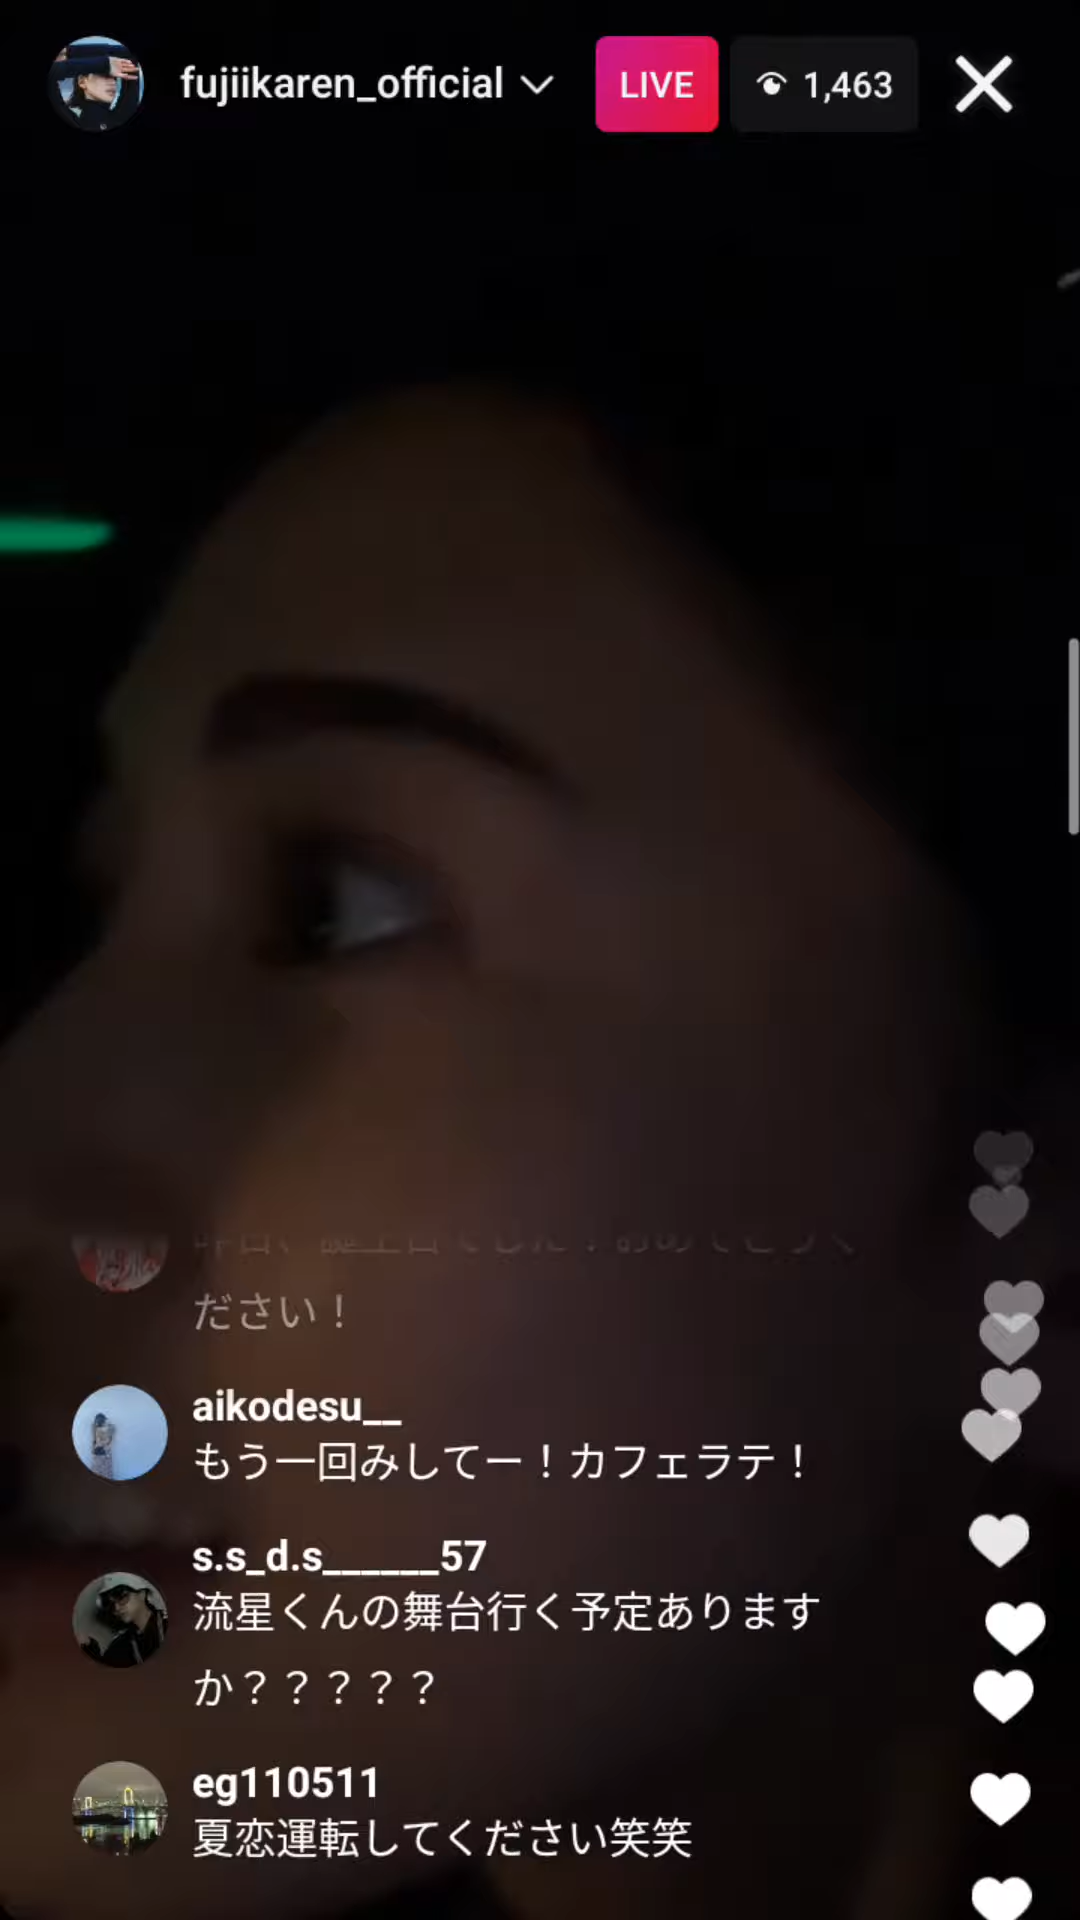 fujiikaren_official
LIVE
1,463
ださい！
aikodesu__
もう一回みしてー！カフェラテ！
s.s_d.s______57
流星くんの舞台行く予定あります
か？？？？？
eg110511
夏恋運転してください笑笑